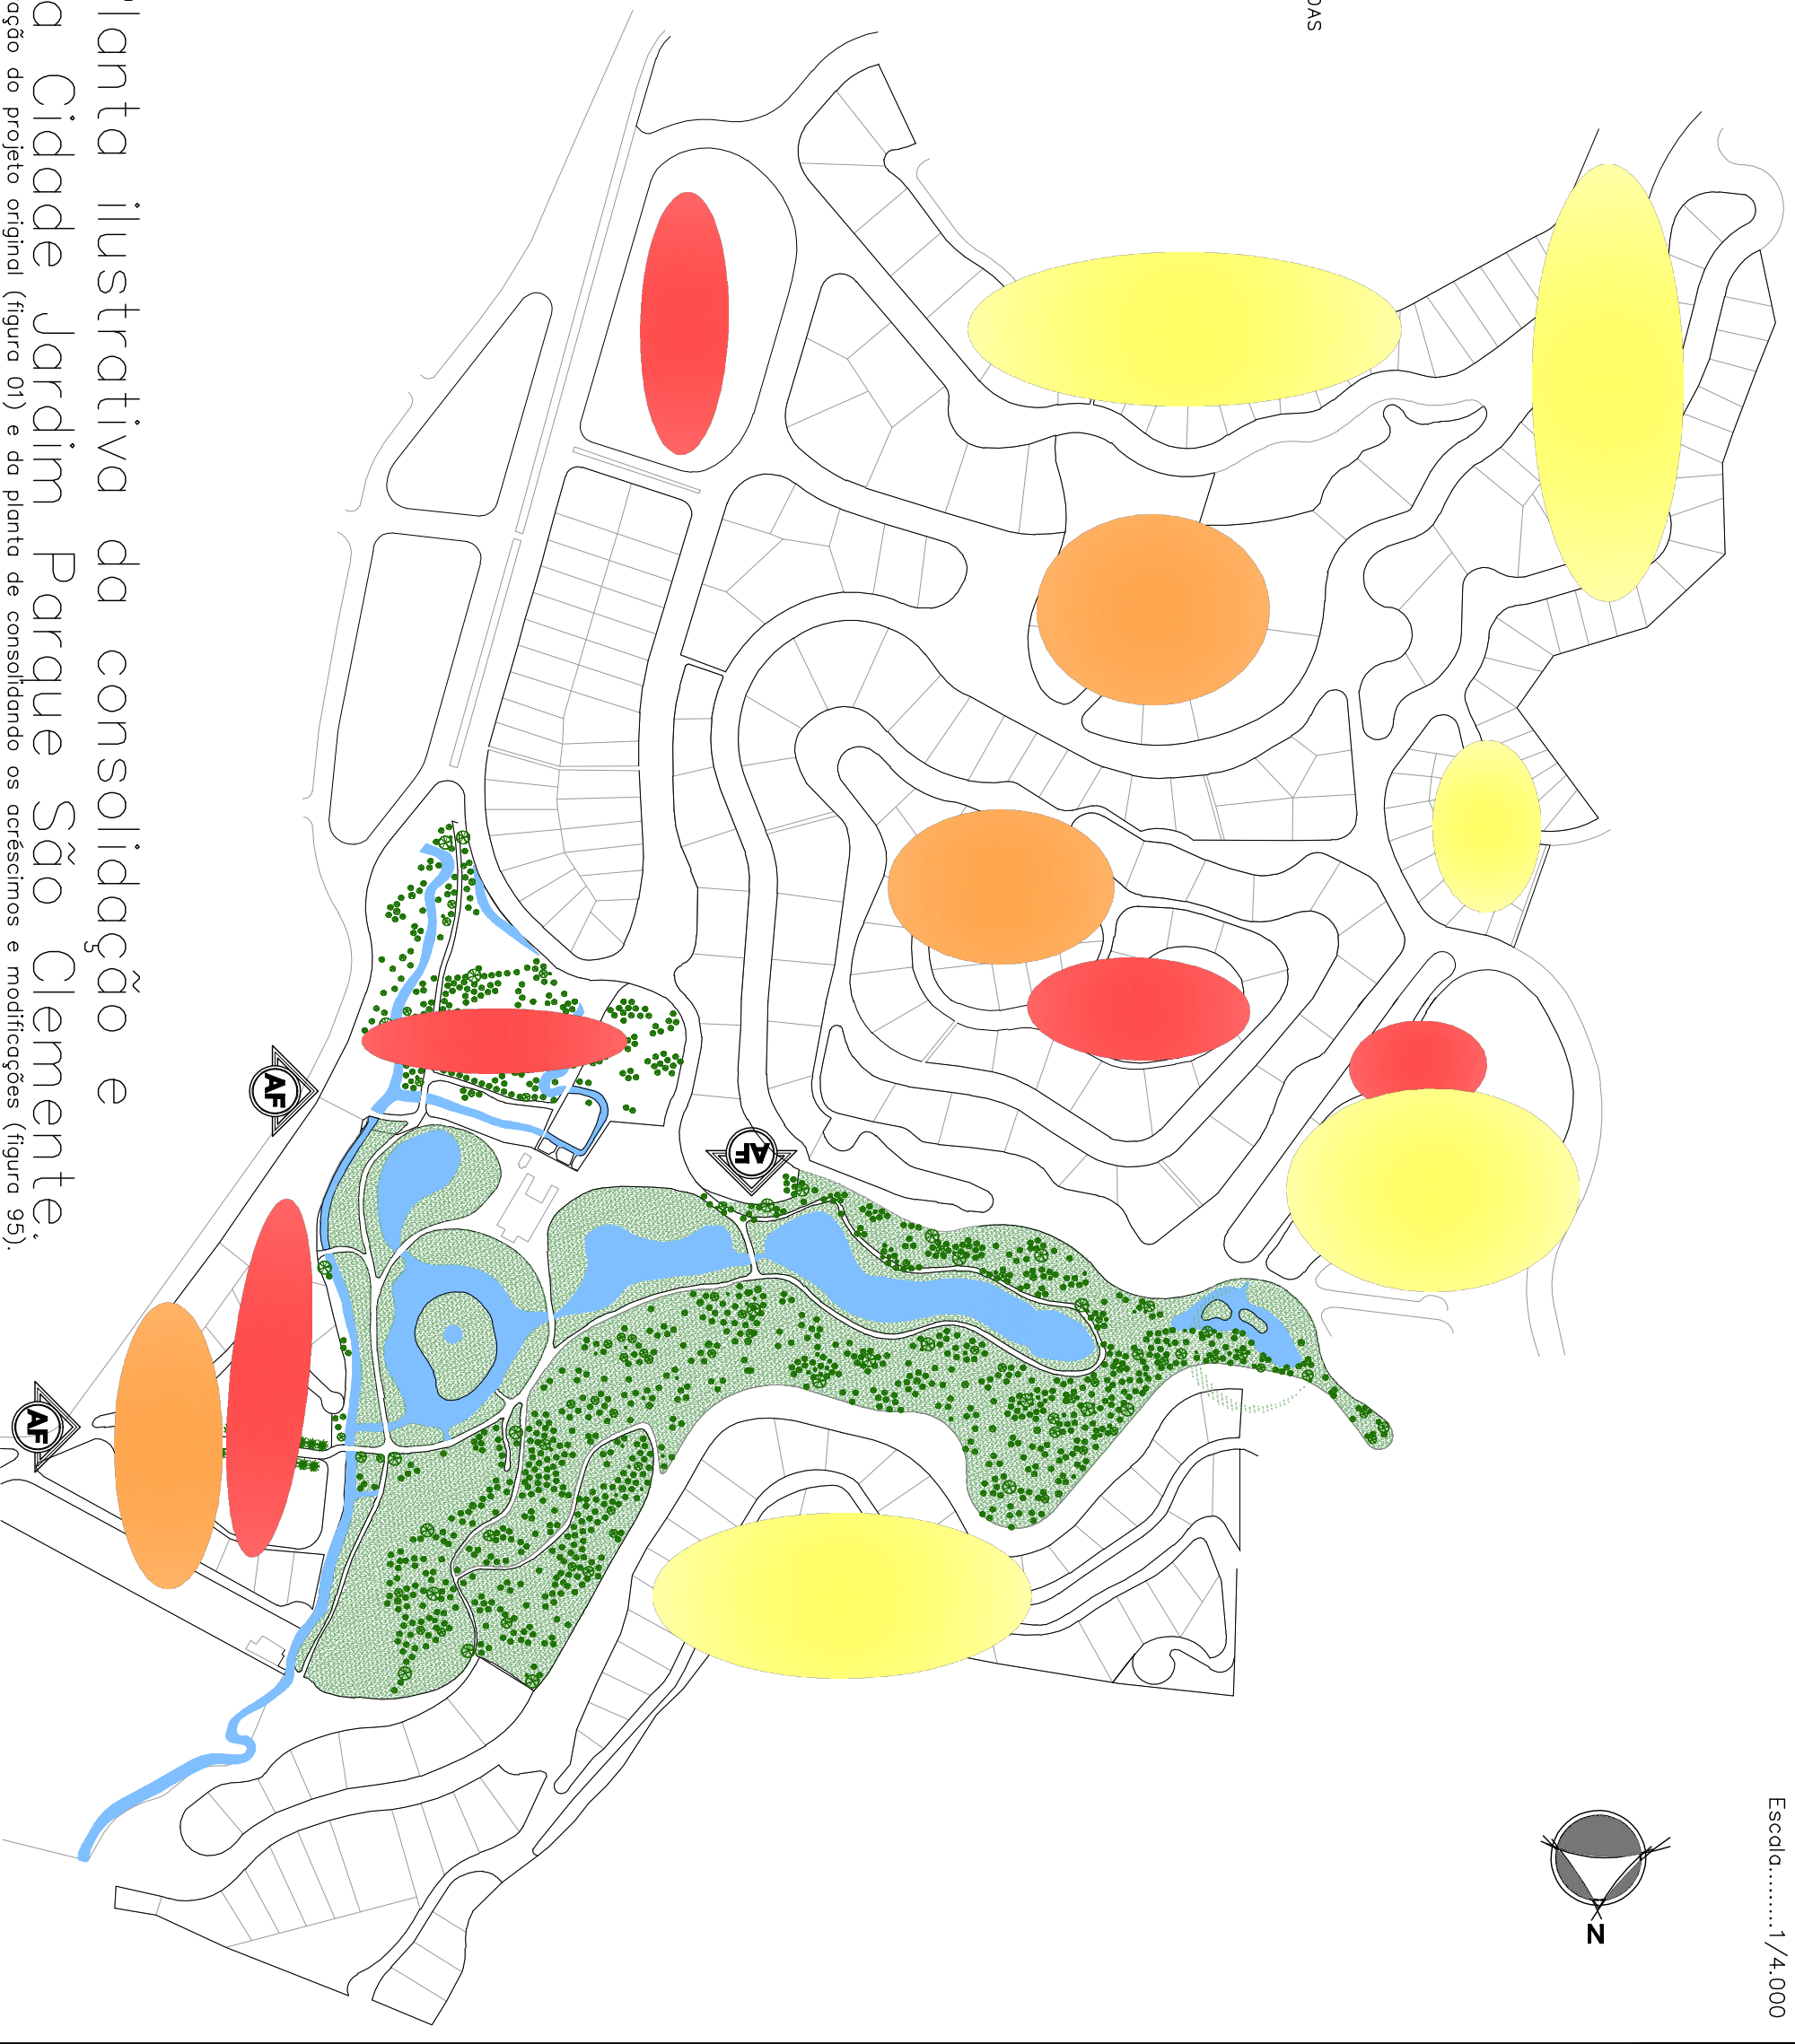 DAS
Escala.........1/4.000
N
AF
AF
AF
lanta ilustrativa da consolidação e
a Cidade Jardim Parque São Clemente.
ação do projeto original (figura 01) e da planta de consolidando os acréscimos e modificações (figura 95).